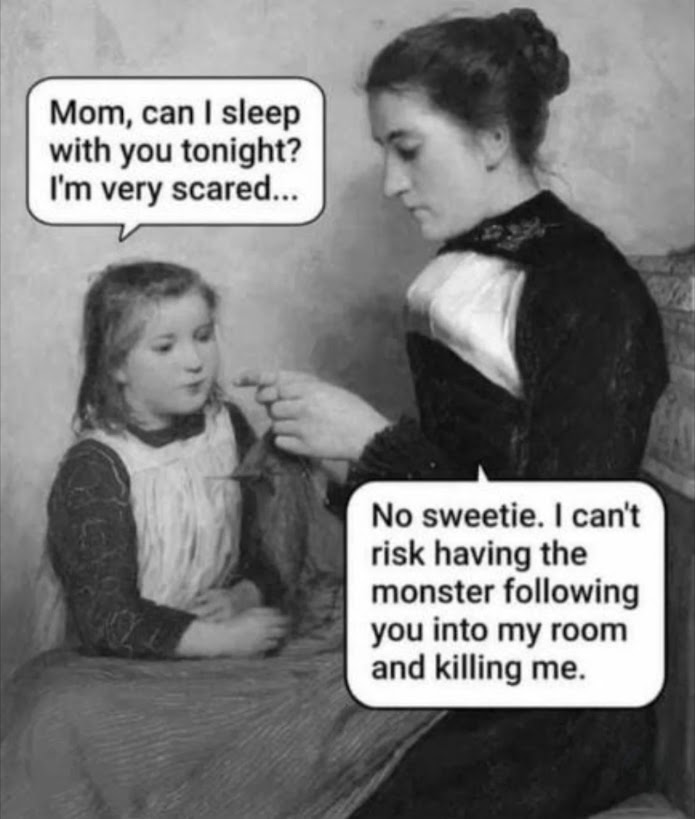 Mom, can I sleep
with you tonight?
I'm very scared...
No sweetie. I can't
risk having the
monster following
you into my room
and killing me.